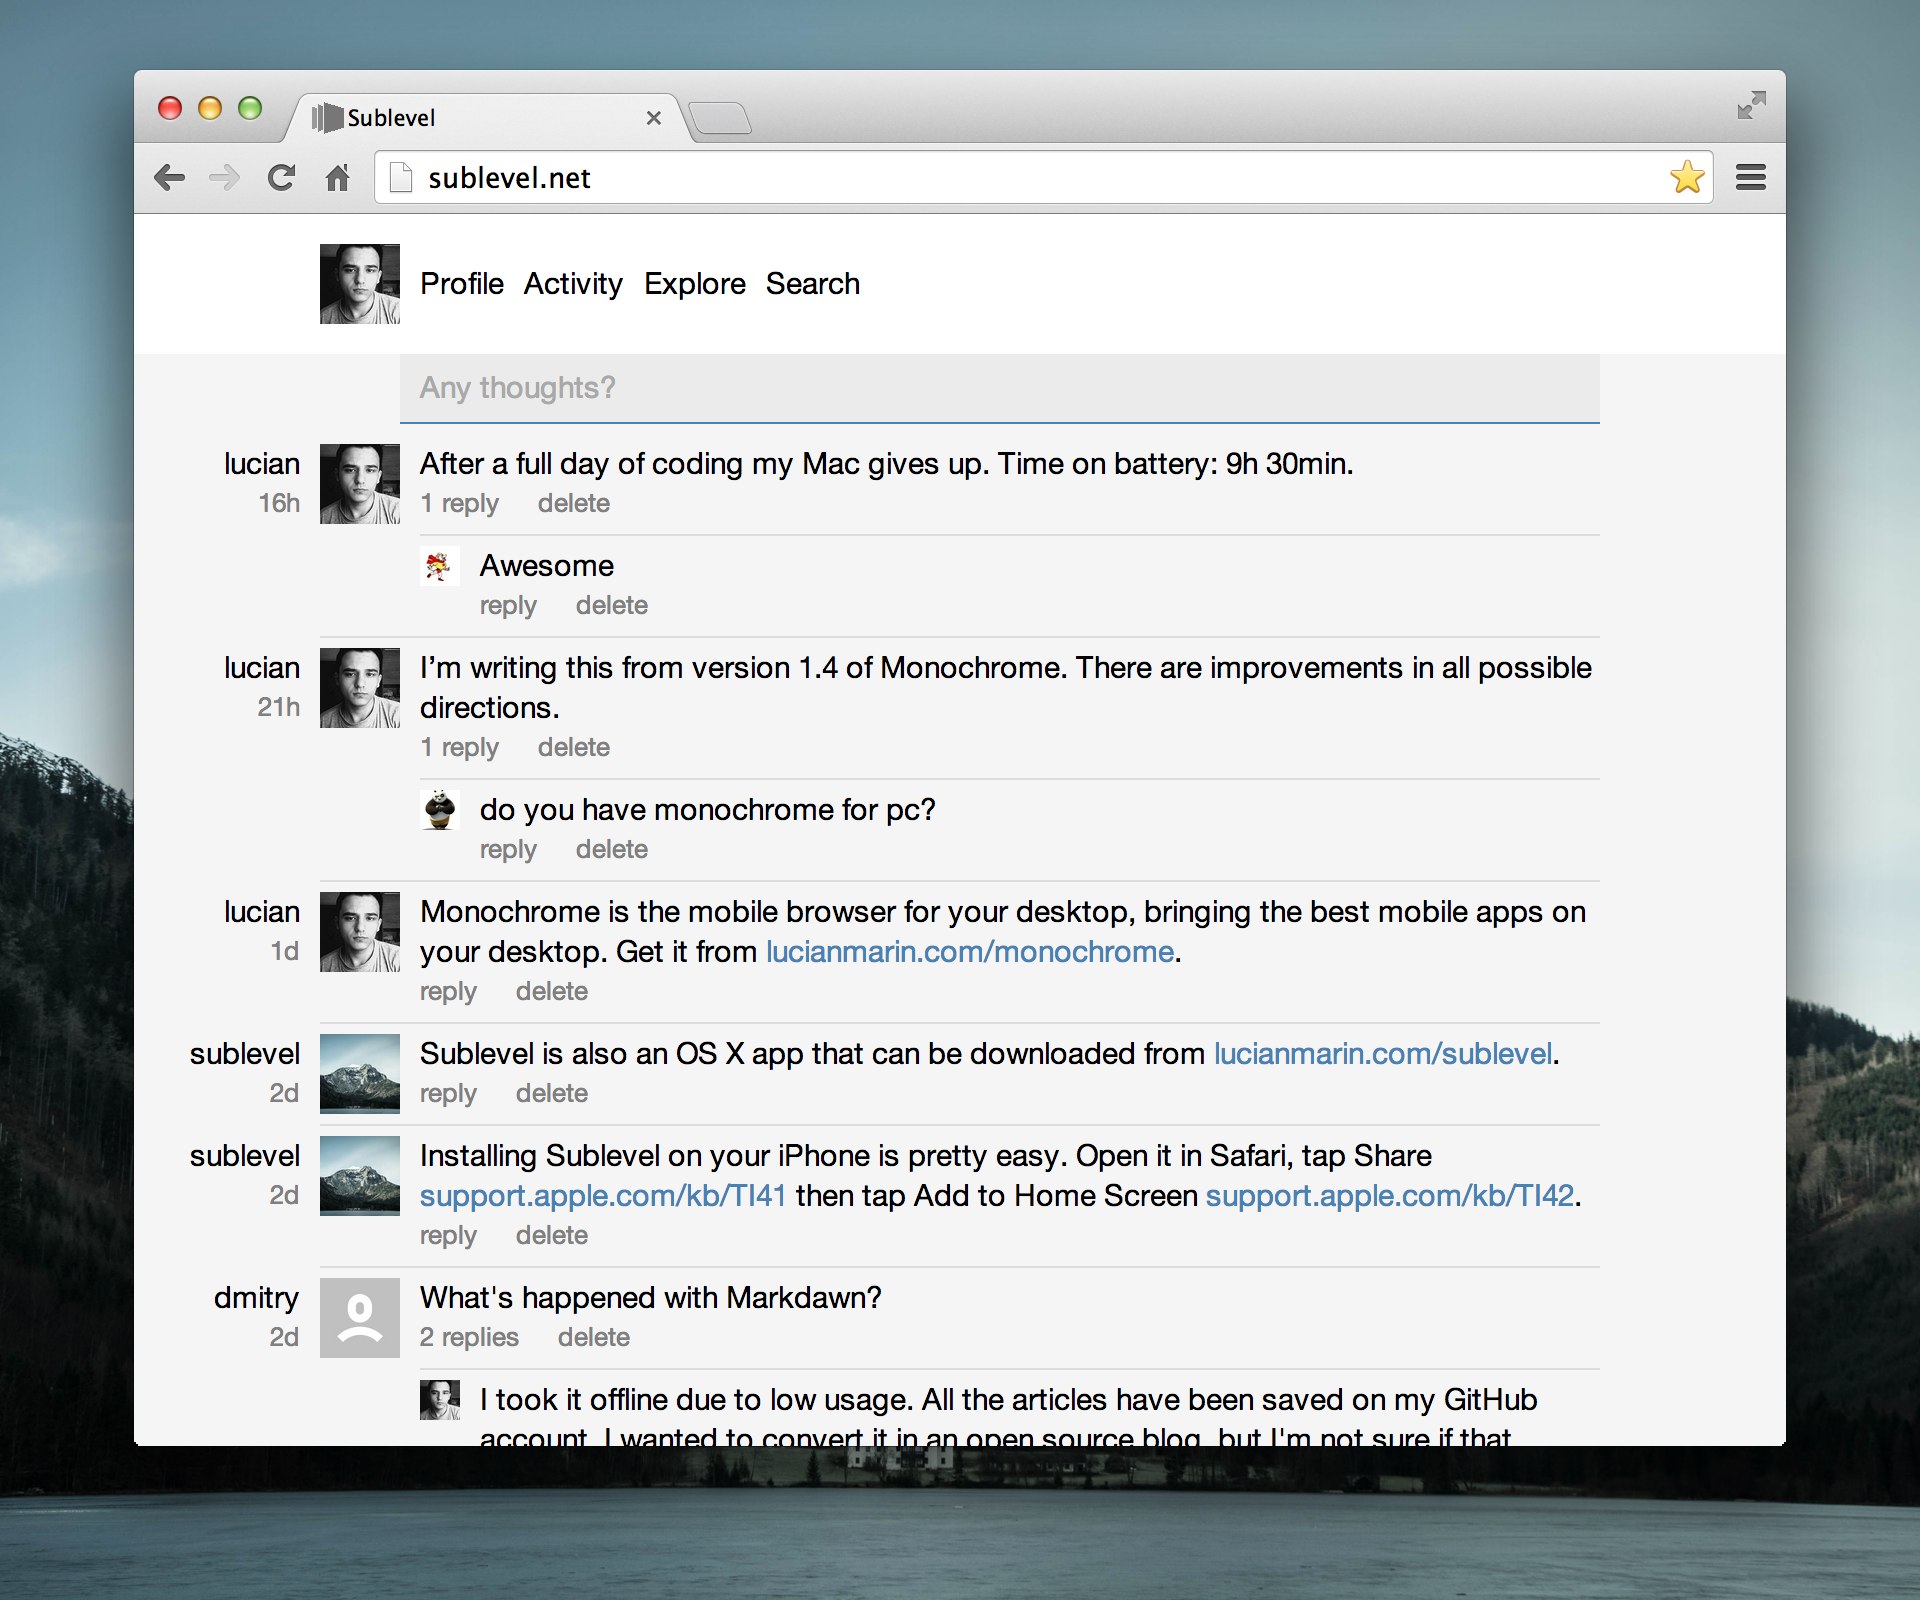 Sublevel
sublevel.net
Profile Activity Explore Search
Any thoughts?
lucian
16h
After a full day of coding my Mac gives up. Time on battery: 9h 30min.
1 reply delete
Awesome
reply delete
lucian
21h
I’m writing this from version 1.4 of Monochrome. There are improvements in all possible
directions.
1 reply delete
do you have monochrome for pc?
reply delete
lucian
1d
Monochrome is the mobile browser for your desktop, bringing the best mobile apps on
your desktop. Get it from lucianmarin.com/monochrome.
reply delete
sublevel
2d
Sublevel is also an OS X app that can be downloaded from lucianmarin.com/sublevel.
reply delete
sublevel
2d
Installing Sublevel on your iPhone is pretty easy. Open it in Safari, tap Share
support.apple.com/kb/TI41 then tap Add to Home Screen support.apple.com/kb/TI42.
reply delete
dmitry
2d
What's happened with Markdawn?
2 replies delete
I took it offline due to low usage. All the articles have been saved on my GitHub
account. I wanted to convert it in an open source blog, but I'm not sure if that